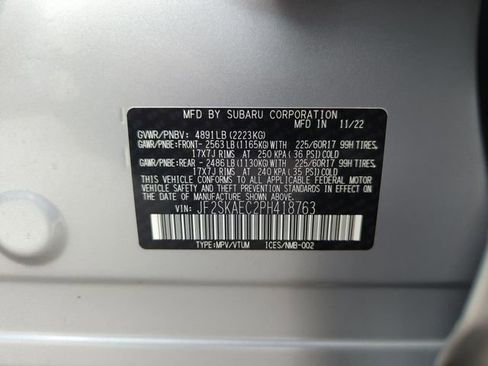 MFD BY SUBARU CORPORATION
MFD IN 11/22
GVWR/PNBV: 4891LB (2223KG)
GAWR/PNBE:FRONT- 2563LB(1165KG)WITH 225/60R17 99H TIRES,
17X7J RIMS AT 250 KPA( 36 PSI)COLD
GAWR/PNBE:REAR - 2486LB(1130KG)WITH 225/60R17 99H TIRES,
17X7J RIMS AT 240 KPA( 35 PSI)COLD
THIS VEHICLE CONFORMS TO ALL APPLICABLE FEDERAL MOTOR VEHICLE
SAFETY AND THEFT PREVENTION STANDARDS IN EFFECT ON THE
DATE OF MANUFACTURE SHOWN ABOVE.
VIN: JF2SKAEC2PH418763
TYPE:MPV/VTUM ICES/NMB-002